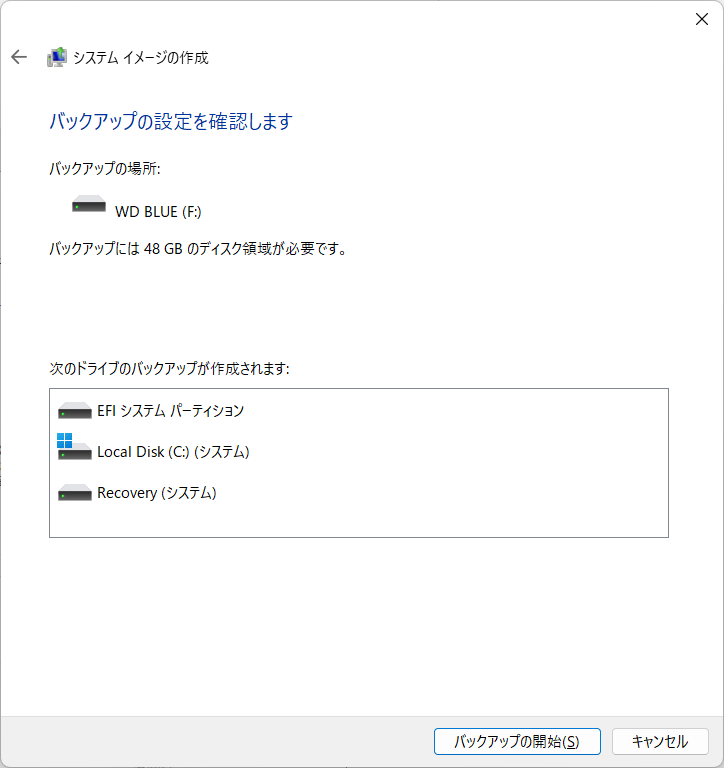 システム イメージの作成
バックアップの設定を確認します
バックアップの場所:
WD BLUE (F:)
バックアップには 48 GB のディスク領域が必要です。
次のドライブのバックアップが作成されます:
EFI システム パーティション
Local Disk (C:) (システム)
Recovery (システム)
バックアップの開始(S)
キャンセル